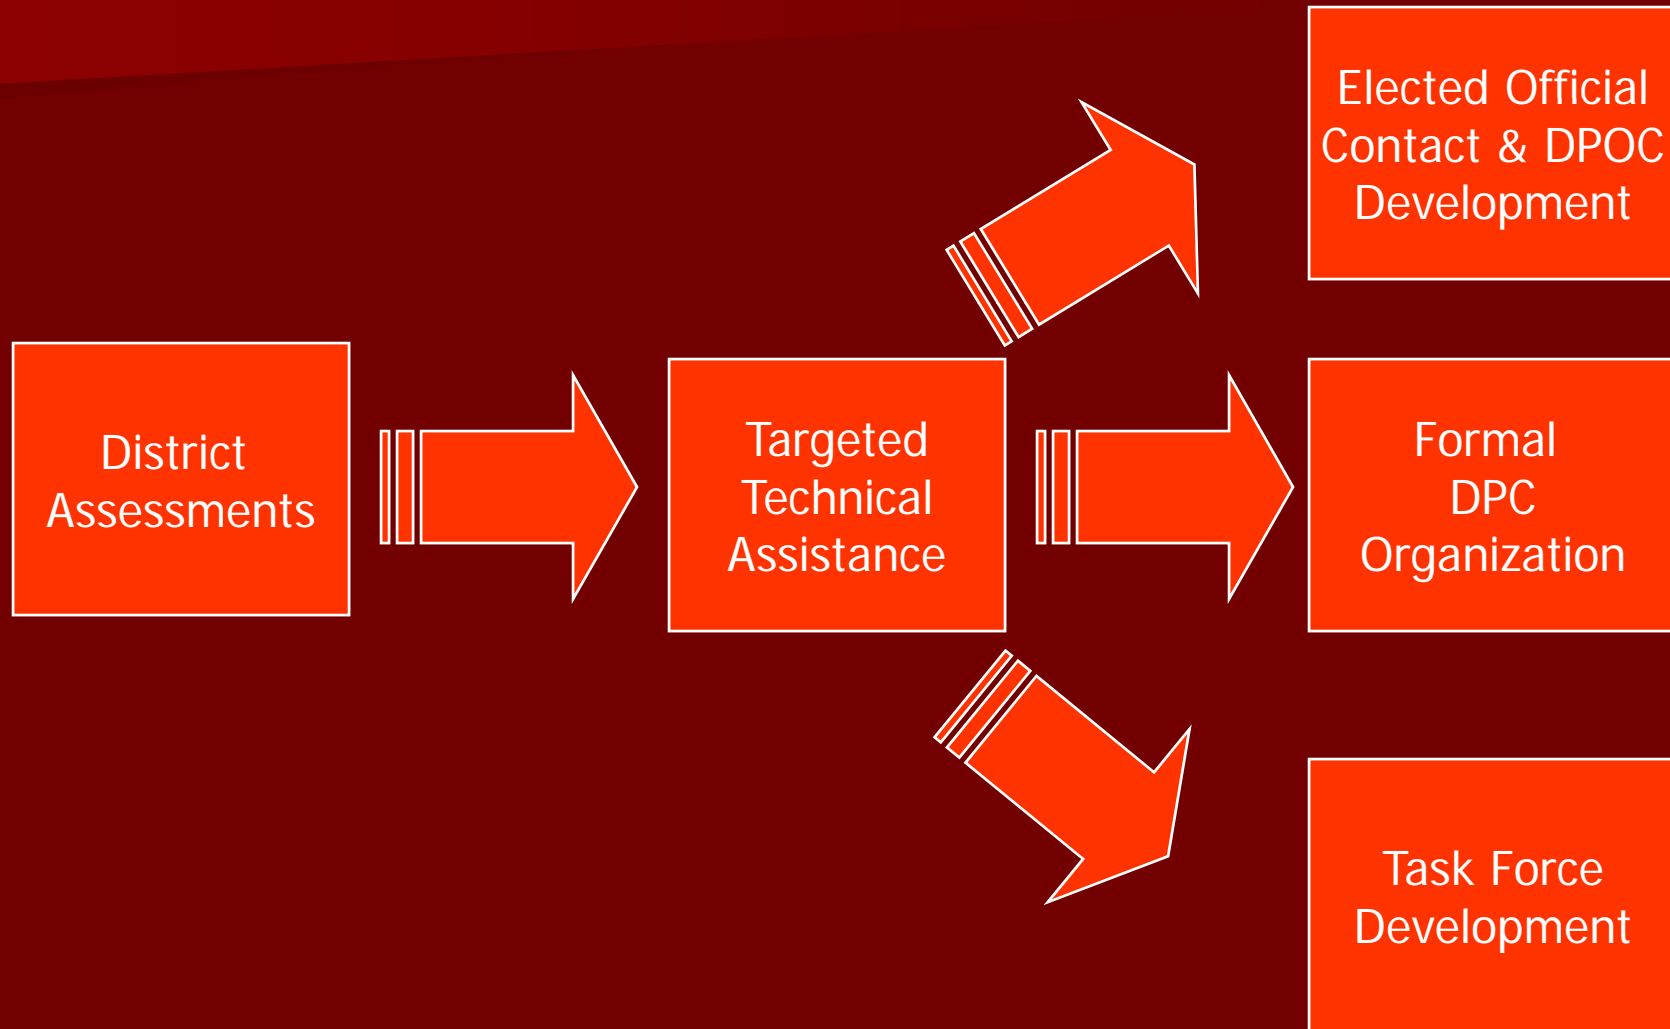 District
Assessments
Targeted
Technical
Assistance
Elected Official
Contact & DPOC
Development
Formal
DPC
Organization
Task Force
Development